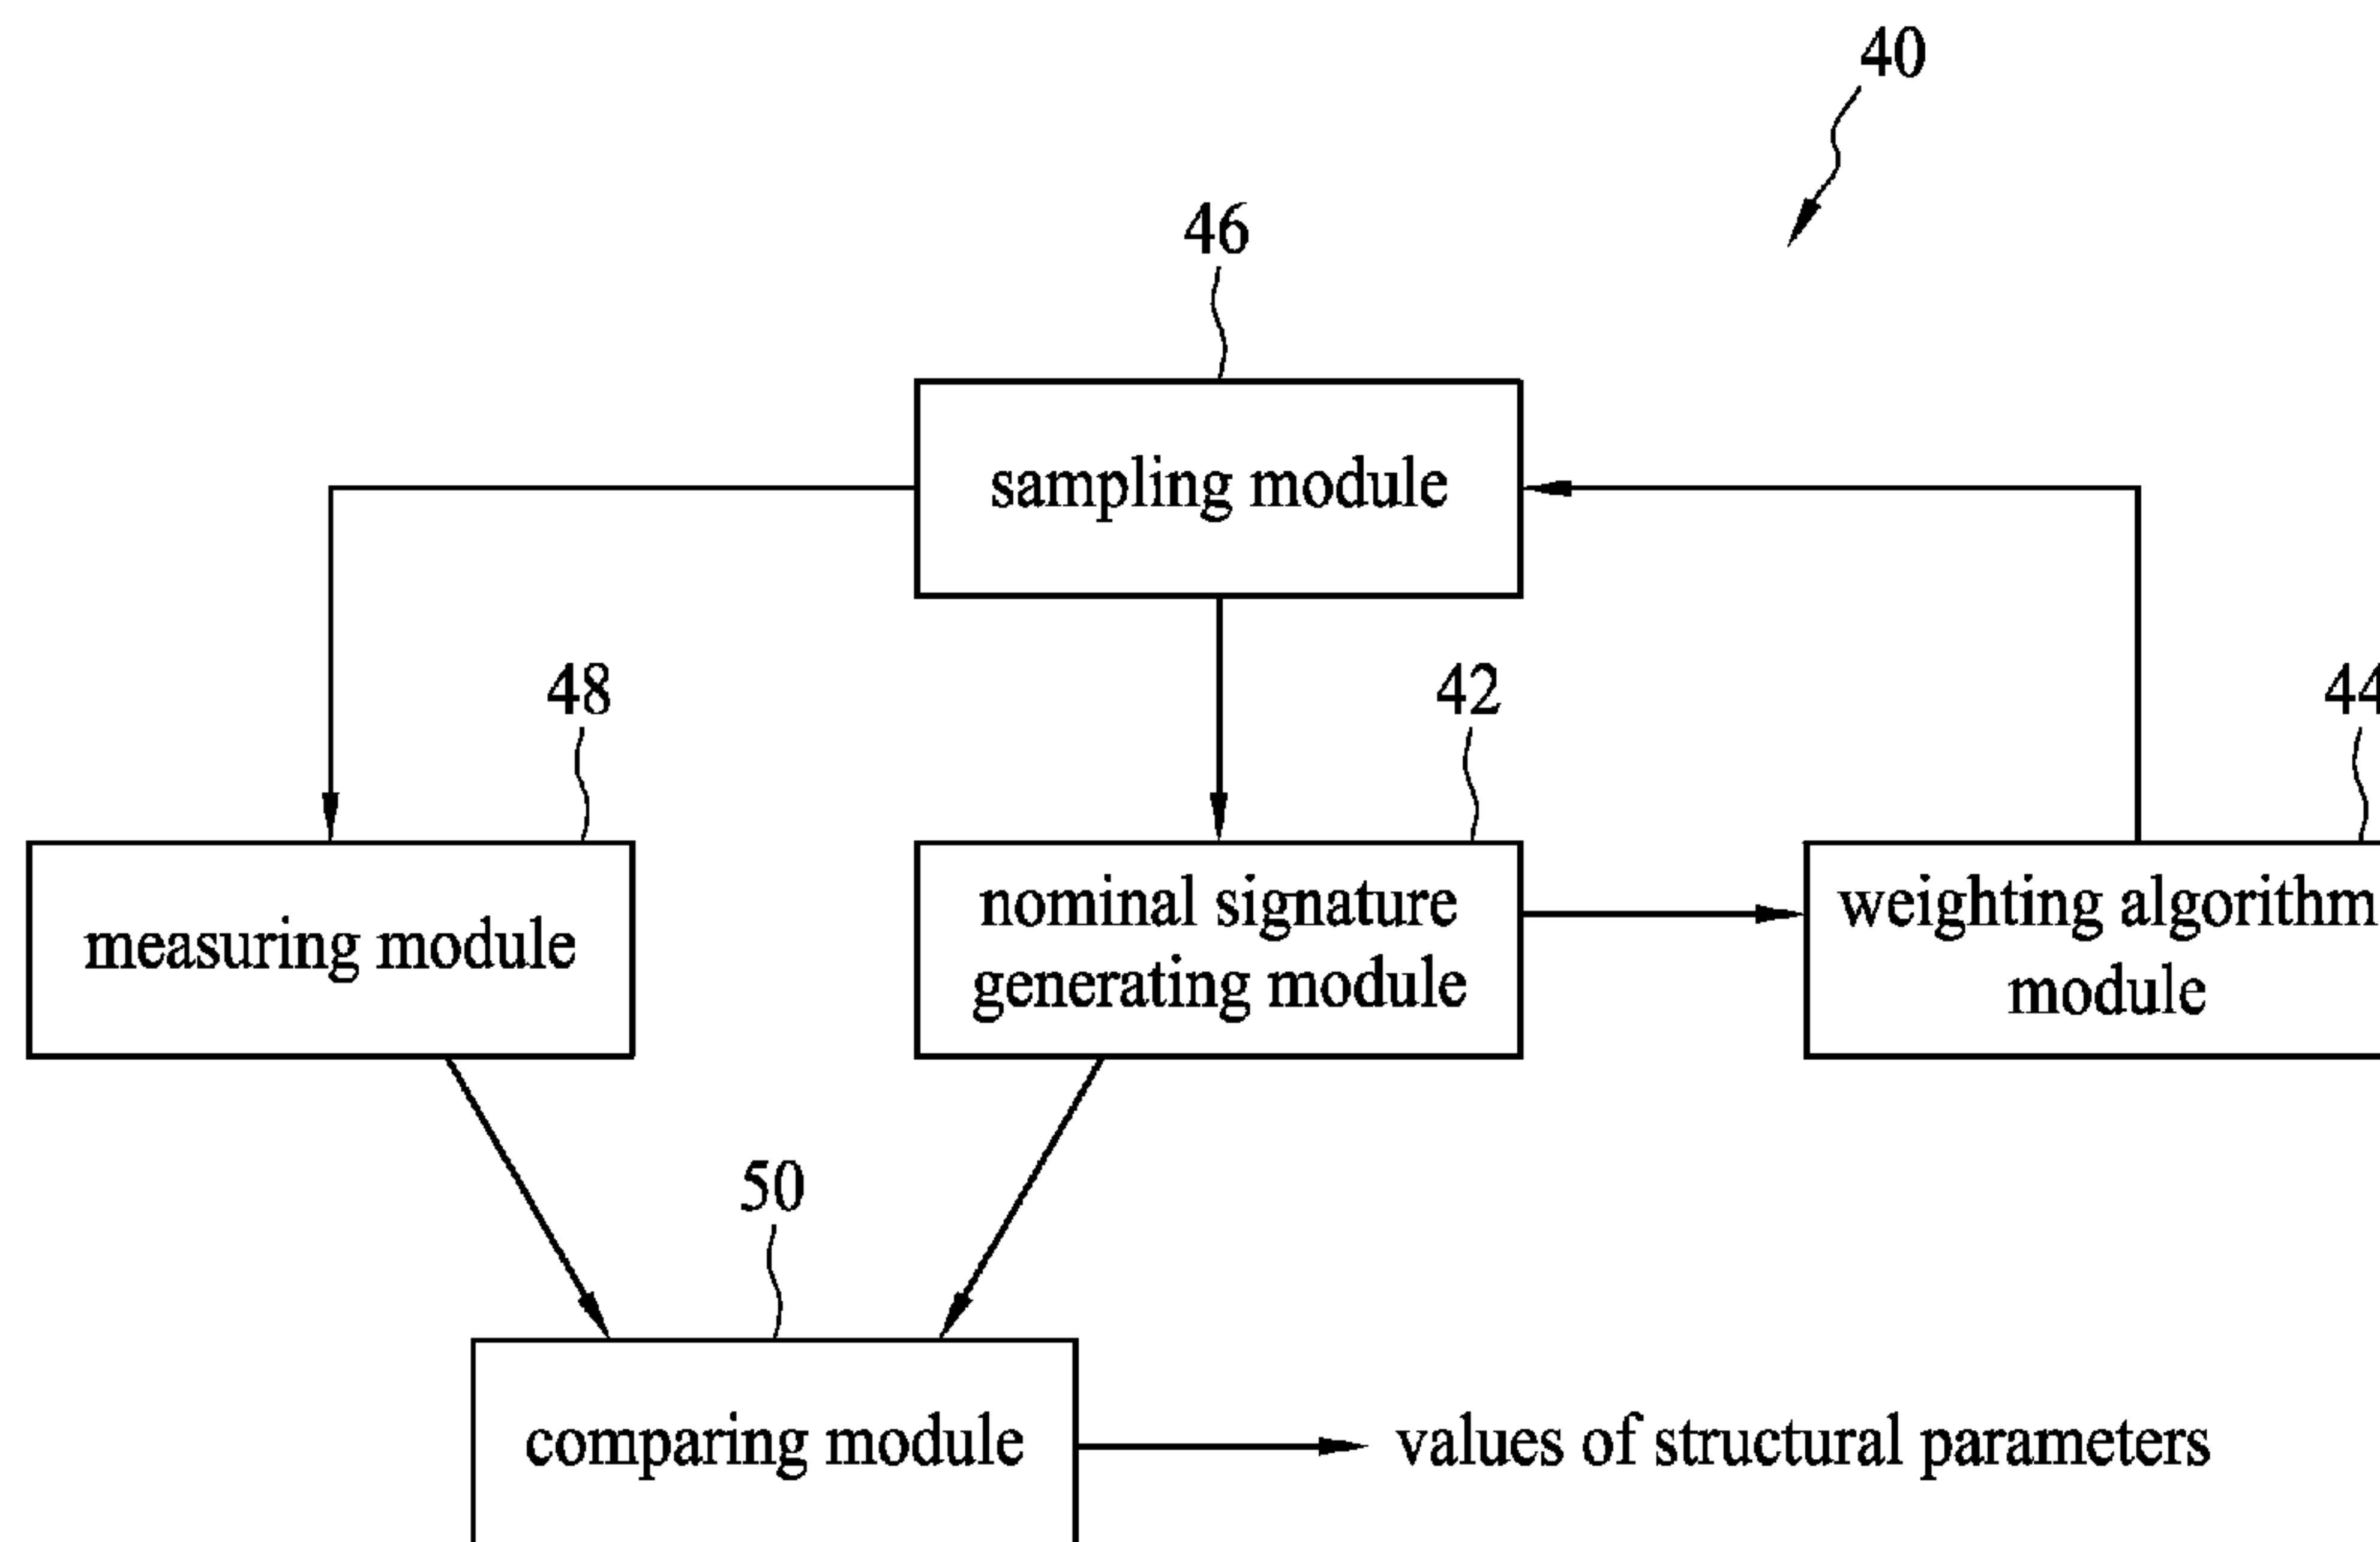 40
46
sampling module
48
42
44
measuring module
nominal signature
generating module
weighting algorithm
module
50
comparing module
values of structural parameters